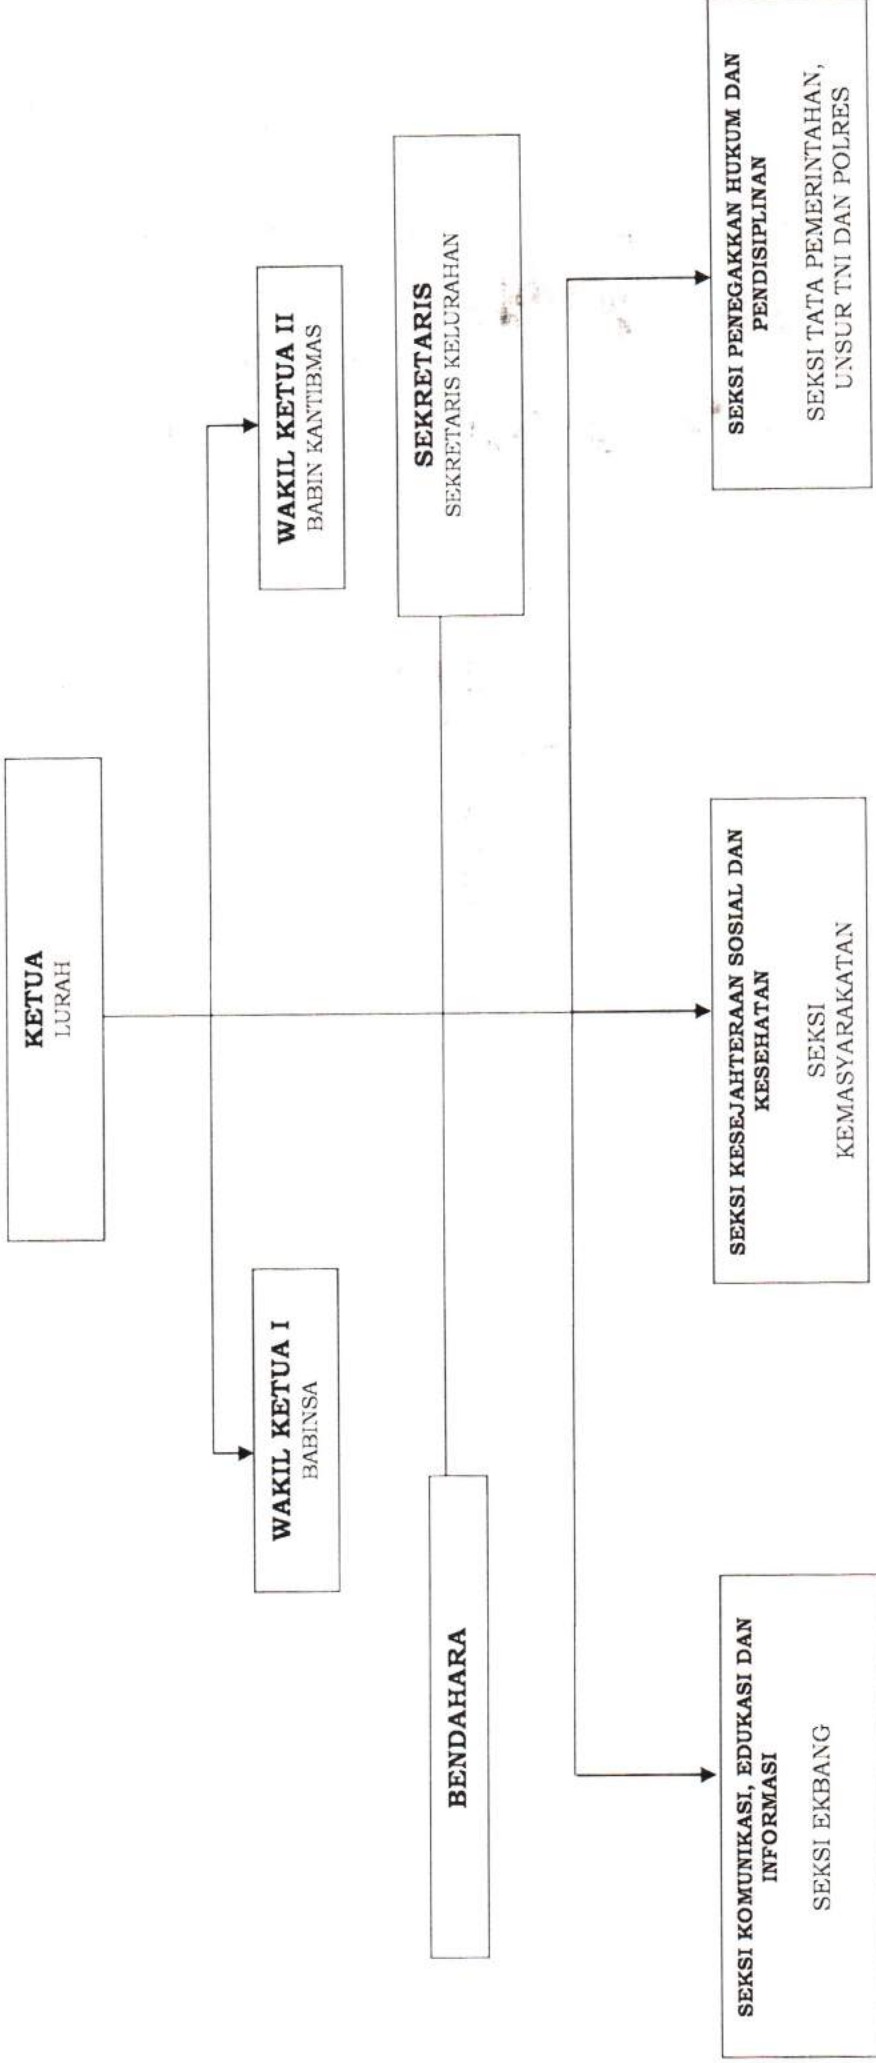 KETUA
LURAH
WAKIL KETUA I
BABINSA
WAKIL KETUA II
BABIN KANTIBMAS
BENDAHARA
SEKRETARIS
SEKRETARIS KELURAHAN
SEKSI KOMUNIKASI, EDUKASI DAN
INFORMASI
SEKSI EKBANG
SEKSI KESEJAHTERAAN SOSIAL DAN
KESEHATAN
SEKSI
KEMASYARAKATAN
SEKSI PENEGAKKAN HUKUM DAN
PENDISIPLINAN
SEKSI TATA PEMERINTAHAN,
UNSUR TNI DAN POLRES